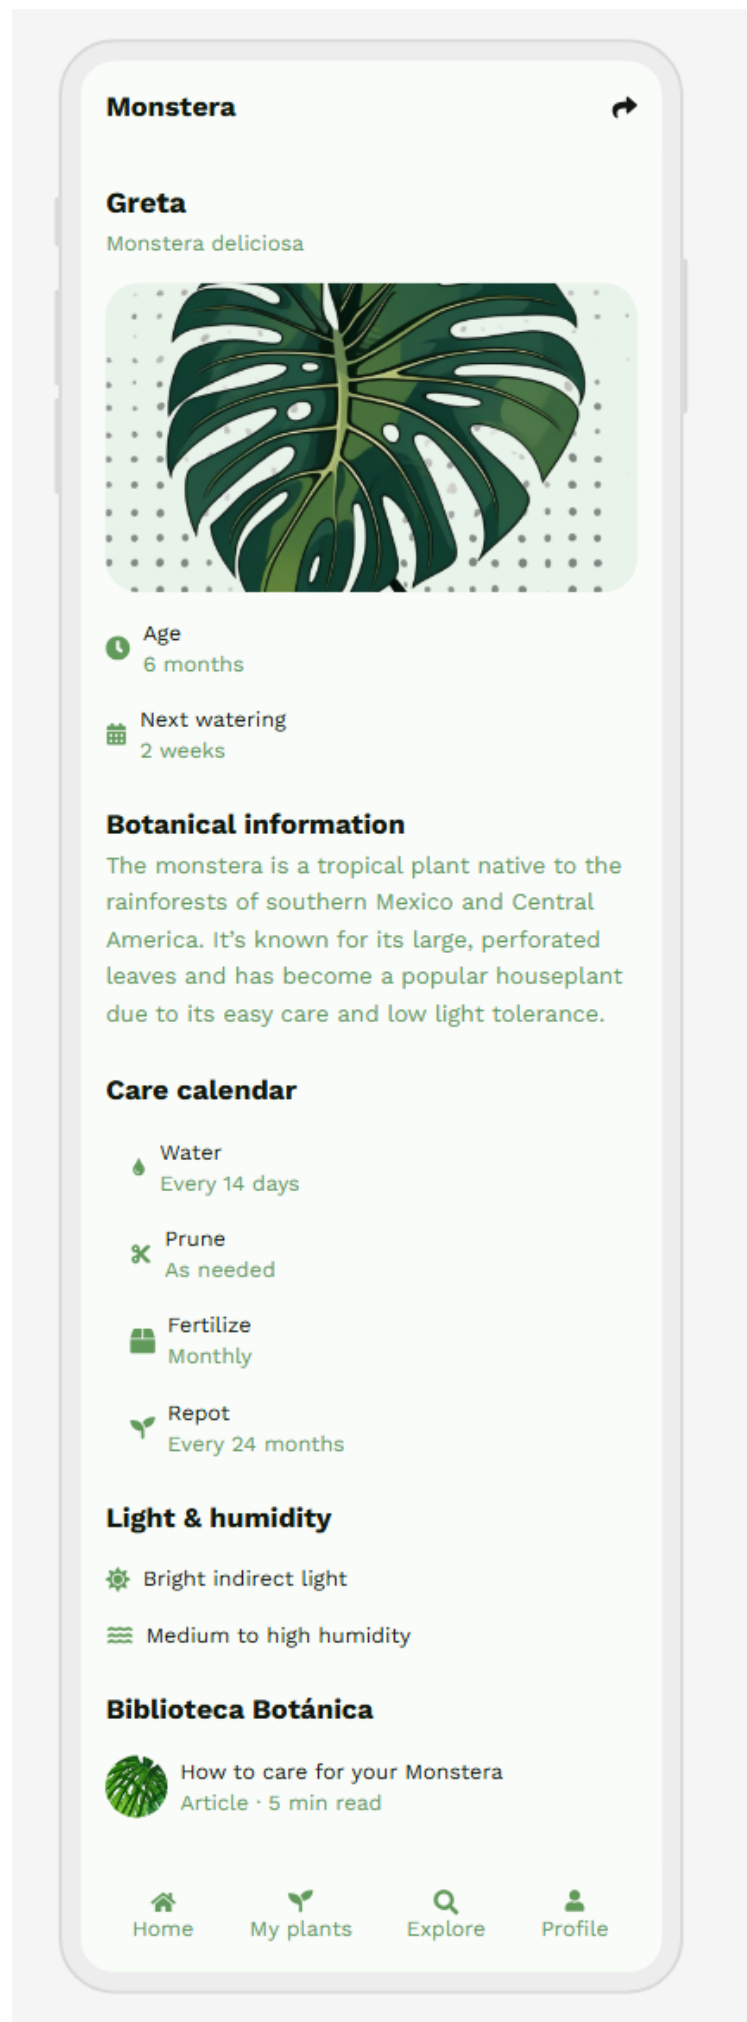 Monstera
Greta
Monstera deliciosa
Age
6 months
Next watering
2 weeks
Botanical information
The monstera is a tropical plant native to the
rainforests of southern Mexico and Central
America. It’s known for its large, perforated
leaves and has become a popular houseplant
due to its easy care and low light tolerance.
Care calendar
Water
Every 14 days
Prune
As needed
Fertilize
Monthly
Repot
Every 24 months
Light & humidity
Bright indirect light
Medium to high humidity
Biblioteca Botánica
How to care for your Monstera
Article · 5 min read
Home My plants Explore Profile